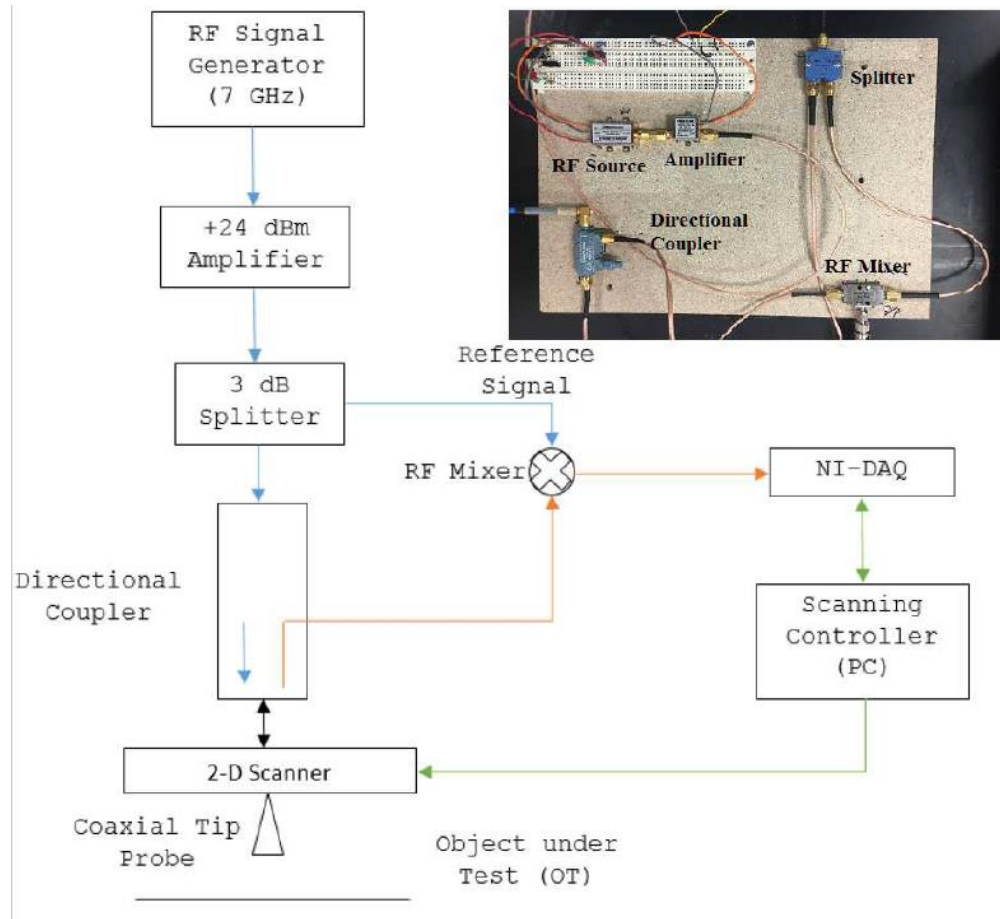 RF Signal
Generator
(7 GHz)
+24 dBm
Amplifier
3 dB
Splitter
Reference
Signal
RF Mixer
NI-DAQ
Directional
Coupler
Scanning
Controller
(PC)
2-D Scanner
Coaxial Tip
Probe
Object under
Test (OT)
Splitter
RF Source
Amplifier
Directional
Coupler
RF Mixer